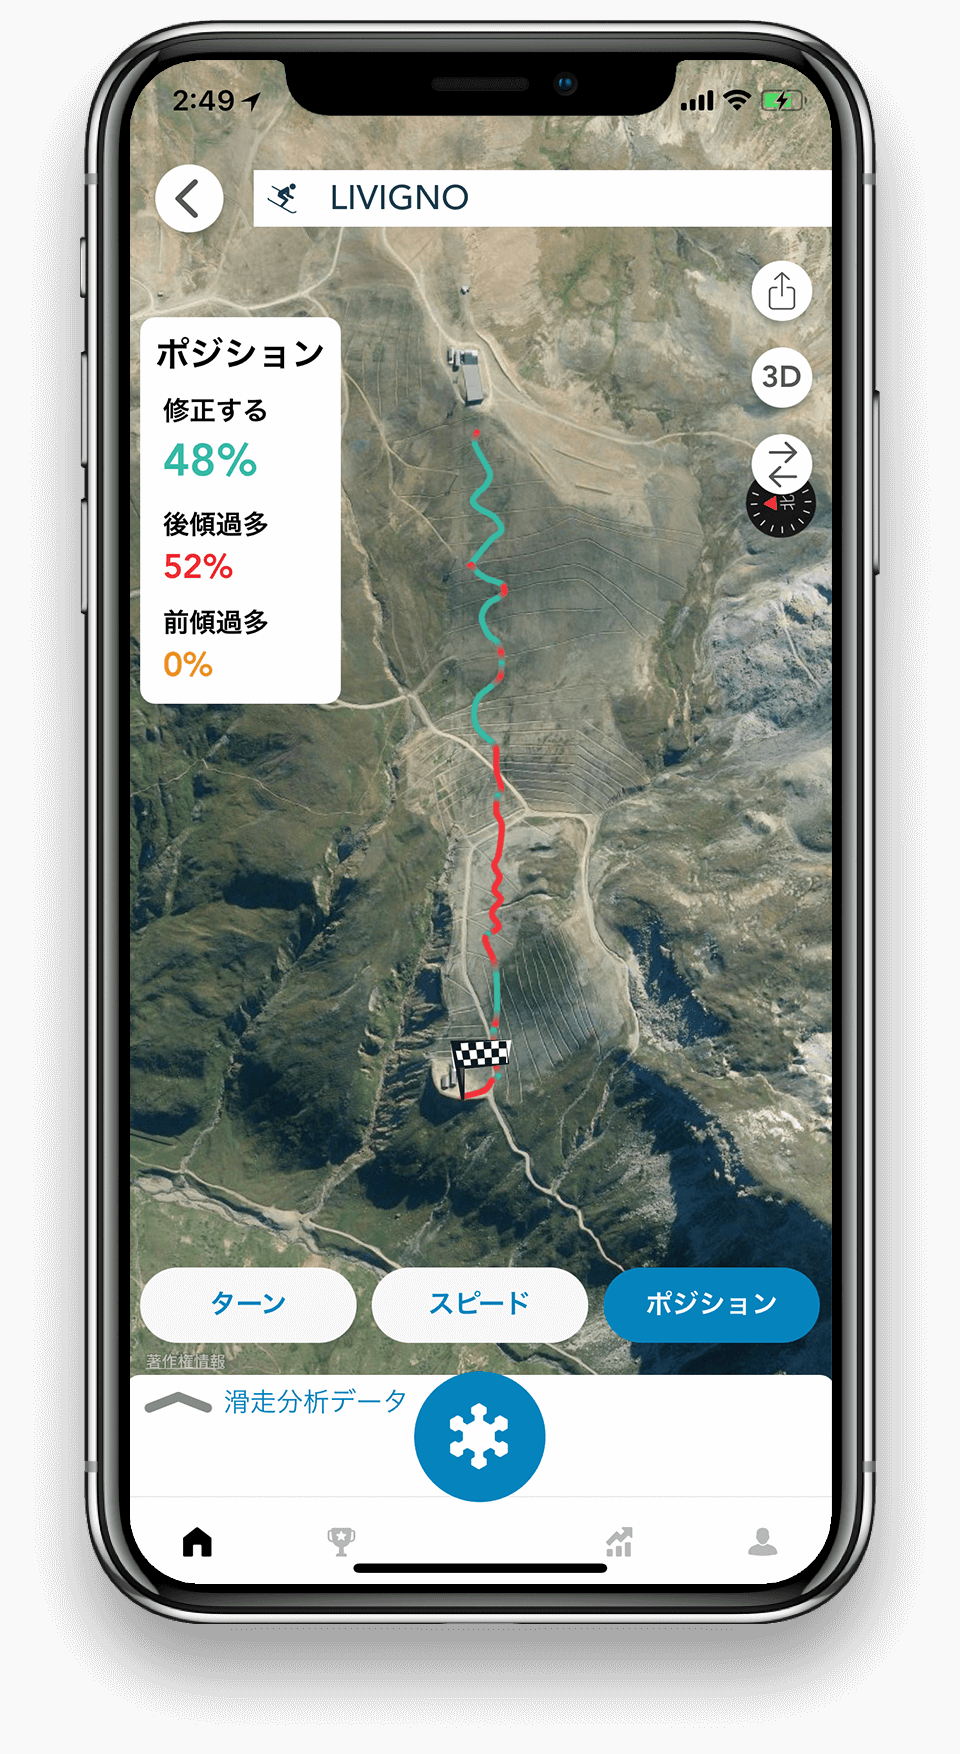 2:49
LIVIGNO
3D
北
ポジション
修正する
48%
後傾過多
52%
前傾過多
0%
ターン
スピード
ポジション
著作権情報
滑走分析データ